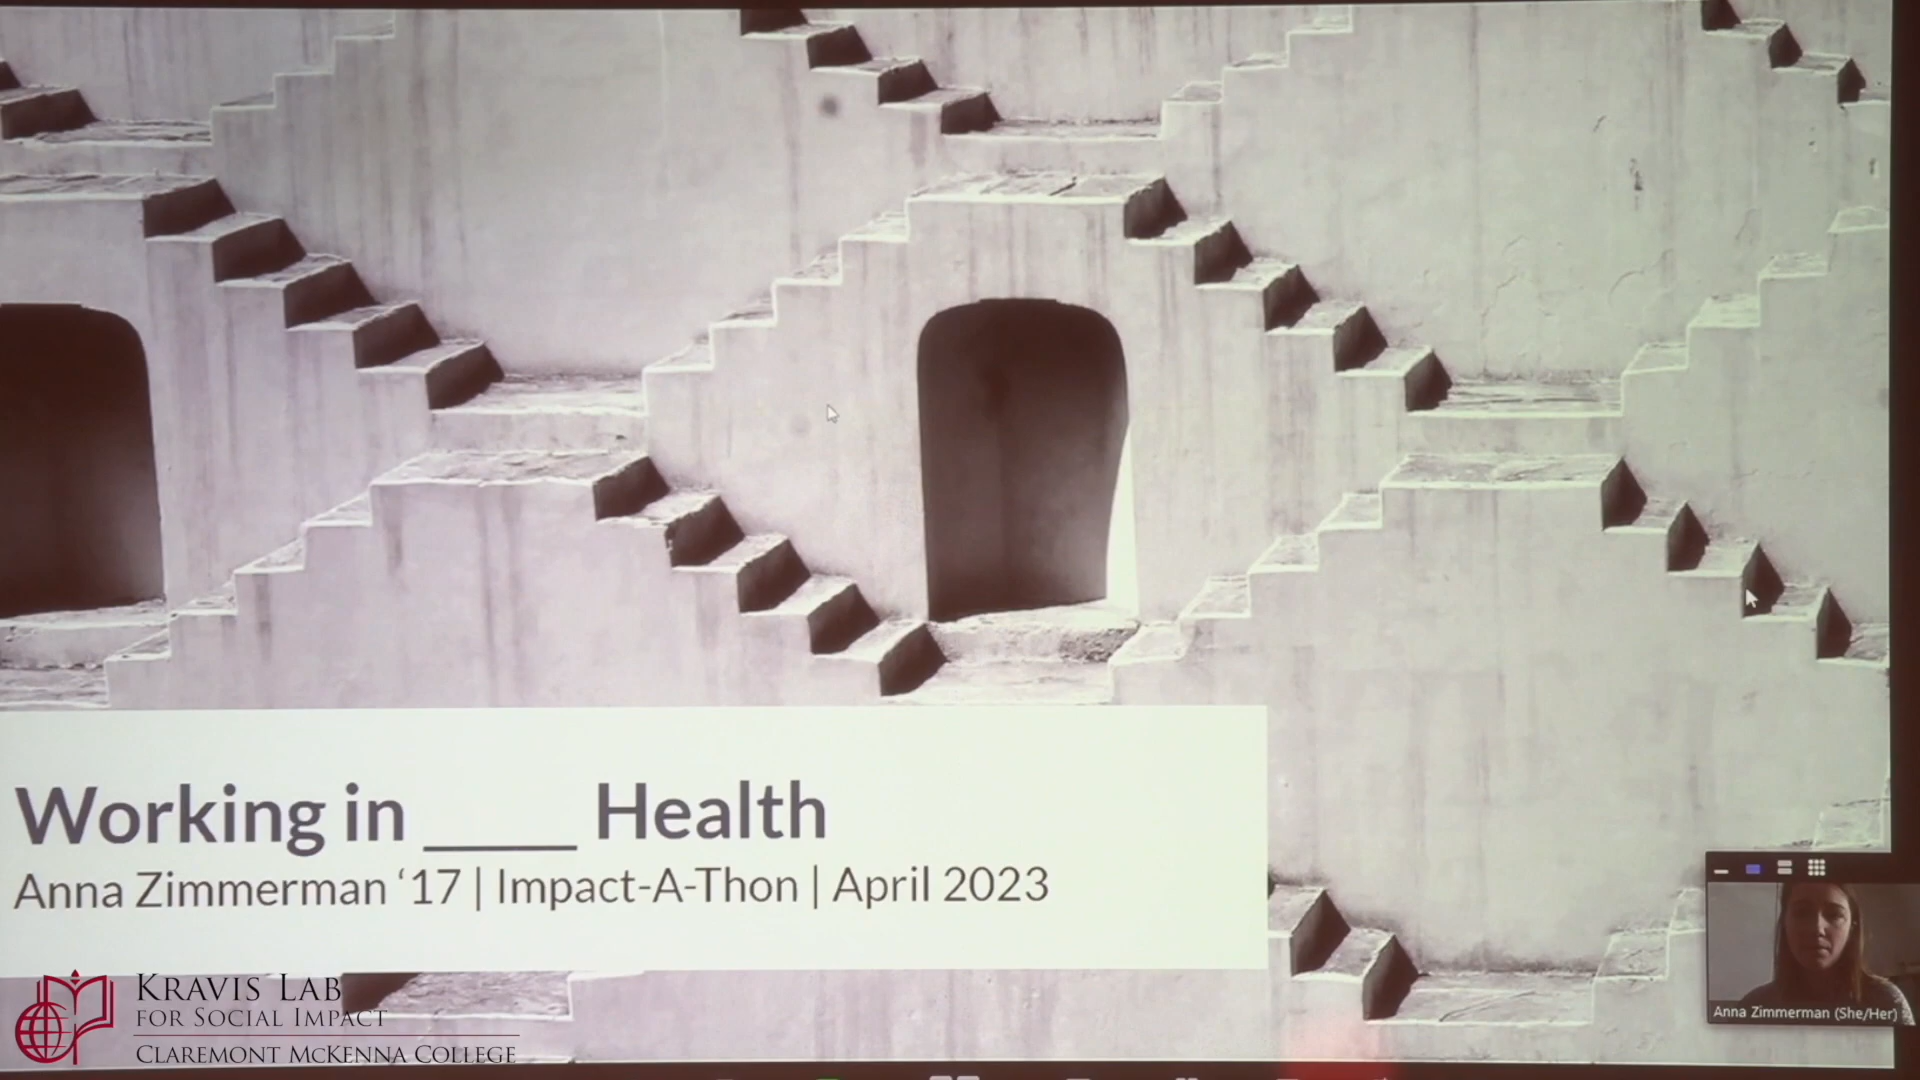 Working in ____ Health
Anna Zimmerman ‘17 | Impact-A-Thon | April 2023
KRAVIS LAB
FOR SOCIAL IMPACT
CLAREMONT MCKENNA COLLEGE
Anna Zimmerman (She/Her)